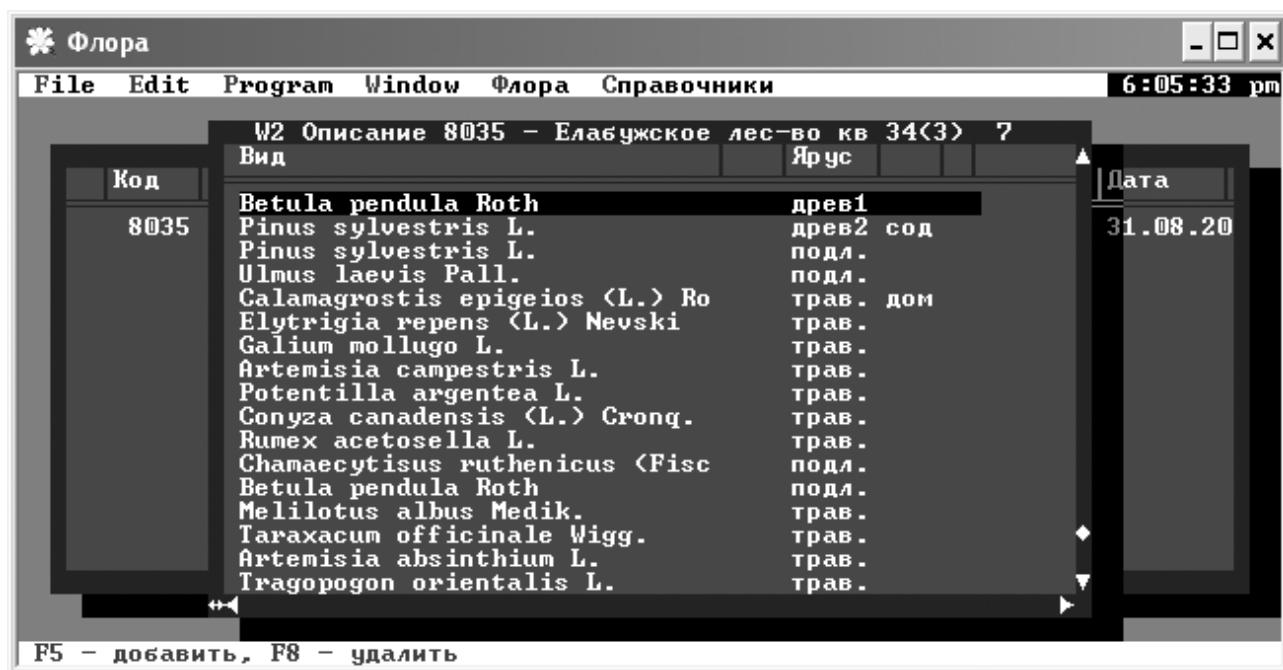 Флора
File Edit Program Window Флора Справочники 6:05:33 pm
W2 Описание 8035 - Елабужское лес-во кв 34(3) 7
Вид Ярус
Код Дата
Betula pendula Roth древ1
8035 Pinus sylvestris L. древ2 сод 31.08.20
Pinus sylvestris L. подл.
Ulmus laevis Pall. подл.
Calamagrostis epigeios (L.) Ro трав. дом
Elytrigia repens (L.) Nevski трав.
Galium mollugo L. трав.
Artemisia campestris L. трав.
Potentilla argentea L. трав.
Conyza canadensis (L.) Cronq. трав.
Rumex acetosella L. трав.
Chamaecytisus ruthenicus (Fisc подл.
Betula pendula Roth подл.
Melilotus albus Medik. трав.
Taraxacum officinale Wigg. трав.
Artemisia absinthium L. трав.
Tragopogon orientalis L. трав.
F5 - добавить, F8 - удалить